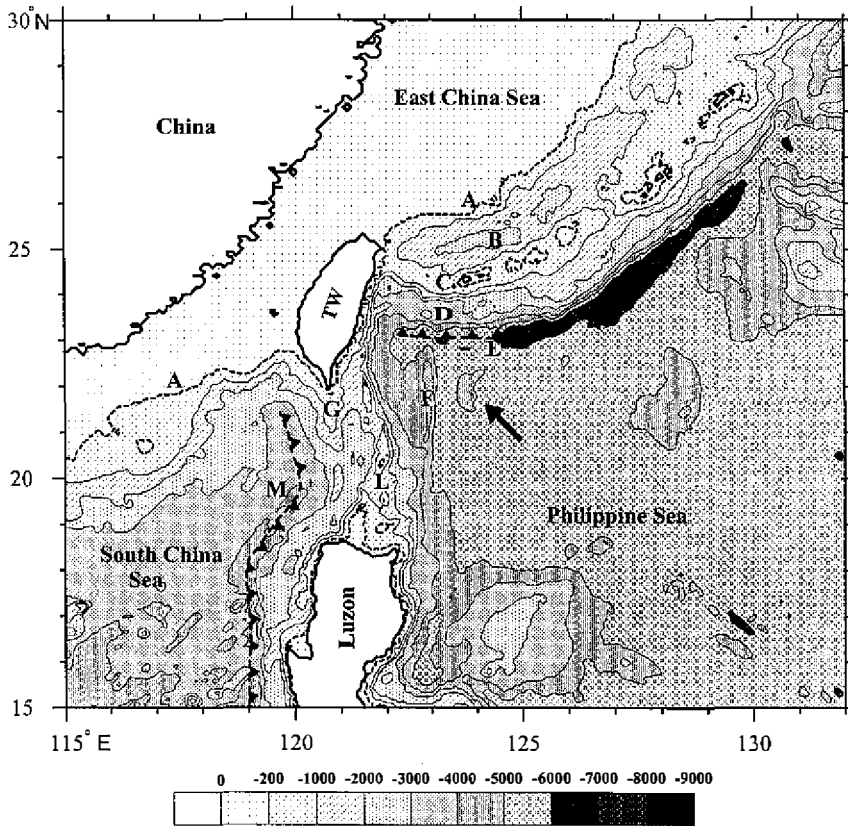 30°N
East China Sea
China
A
B
25
C
TW
D
E
A
F
G
20
L
M
Philippine Sea
South China
Sea
Luzon
15
115° E
120
125
130
0 -200 -1000 -2000 -3000 -4000 -5000 -6000 -7000 -8000 -9000